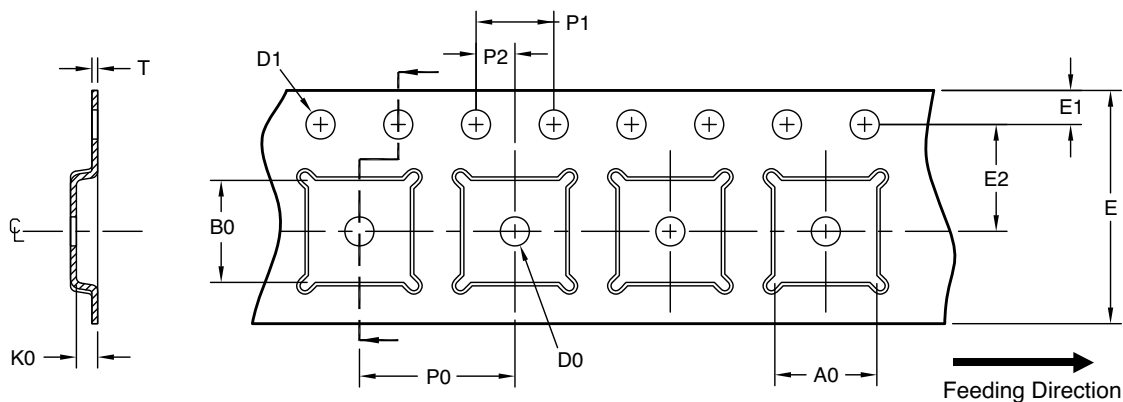 P1
P2
T
D1
E1
E2
E
B0
℄
K0
D0
P0
A0
Feeding Direction